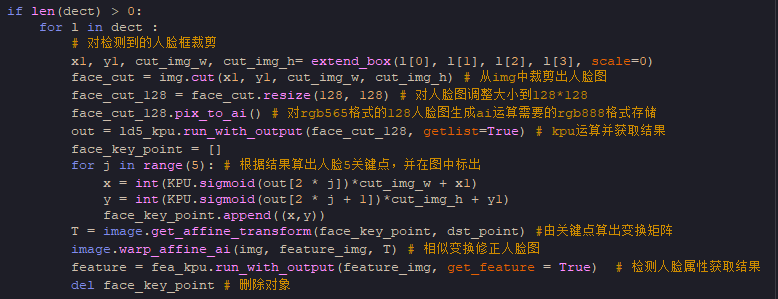 if len(dect) > 0:
    for l in dect :
        # 对检测到的人脸框裁剪
        x1, y1, cut_img_w, cut_img_h= extend_box(l[0], l[1], l[2], l[3], scale=0)
        face_cut = img.cut(x1, y1, cut_img_w, cut_img_h) # 从img中裁剪出人脸图
        face_cut_128 = face_cut.resize(128, 128) # 对人脸图调整大小到128*128
        face_cut_128.pix_to_ai() # 对rgb565格式的128人脸图生成ai运算需要的rgb888格式存储
        out = ld5_kpu.run_with_output(face_cut_128, getlist=True) # kpu运算并获取结果
        face_key_point = []
        for j in range(5): # 根据结果算出人脸5关键点，并在图中标出
            x = int(KPU.sigmoid(out[2 * j])*cut_img_w + x1)
            y = int(KPU.sigmoid(out[2 * j + 1])*cut_img_h + y1)
            face_key_point.append((x,y))
        T = image.get_affine_transform(face_key_point, dst_point) #由关键点算出变换矩阵
        image.warp_affine_ai(img, feature_img, T) # 相似变换修正人脸图
        feature = fea_kpu.run_with_output(feature_img, get_feature = True)  # 检测人脸属性获取结果
        del face_key_point # 删除对象